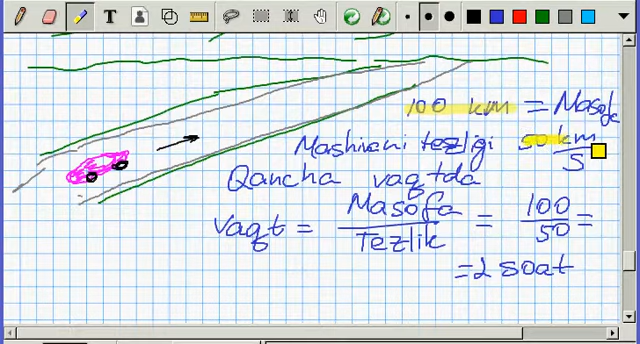 100 km = Masofa
Mashinani tezligi 50 km/s
Qancha vaqtda
vaqt = Masofa/Tezlik = 100/50 =
= 2 soat